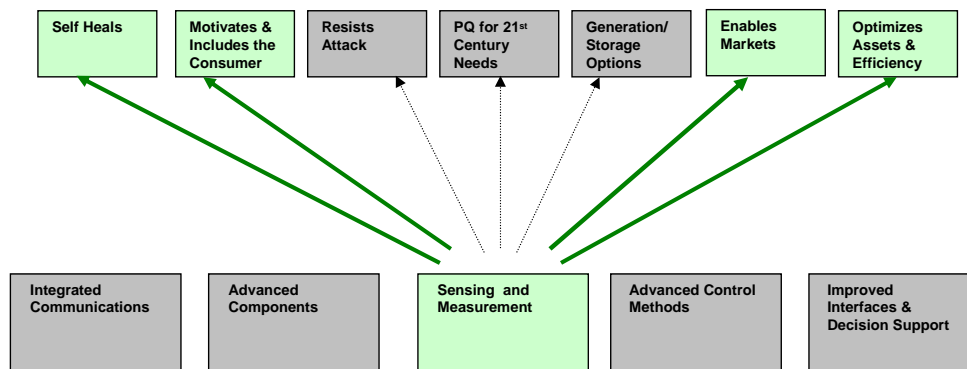 Self Heals
Motivates &
Includes the
Consumer
Resists
Attack
PQ for 21st
Century
Needs
Generation/
Storage
Options
Enables
Markets
Optimizes
Assets &
Efficiency
Integrated
Communications
Advanced
Components
Sensing and
Measurement
Advanced Control
Methods
Improved
Interfaces &
Decision Support